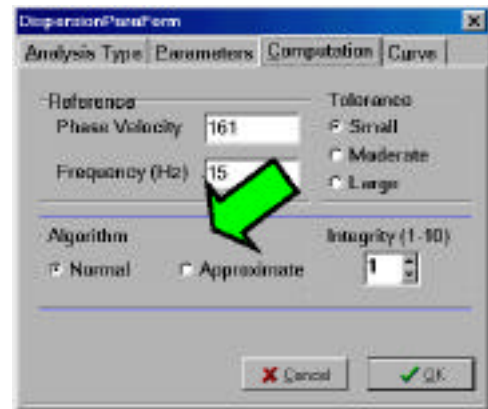 DispersionParaForm
Analysis Type Parameters Computation Curve
Reference
Phase Velocity 161
Frequency (Hz) 15
Tolerance
Small
Moderate
Large
Algorithm
Normal Approximate
Integrity (1-10)
1
Cancel OK